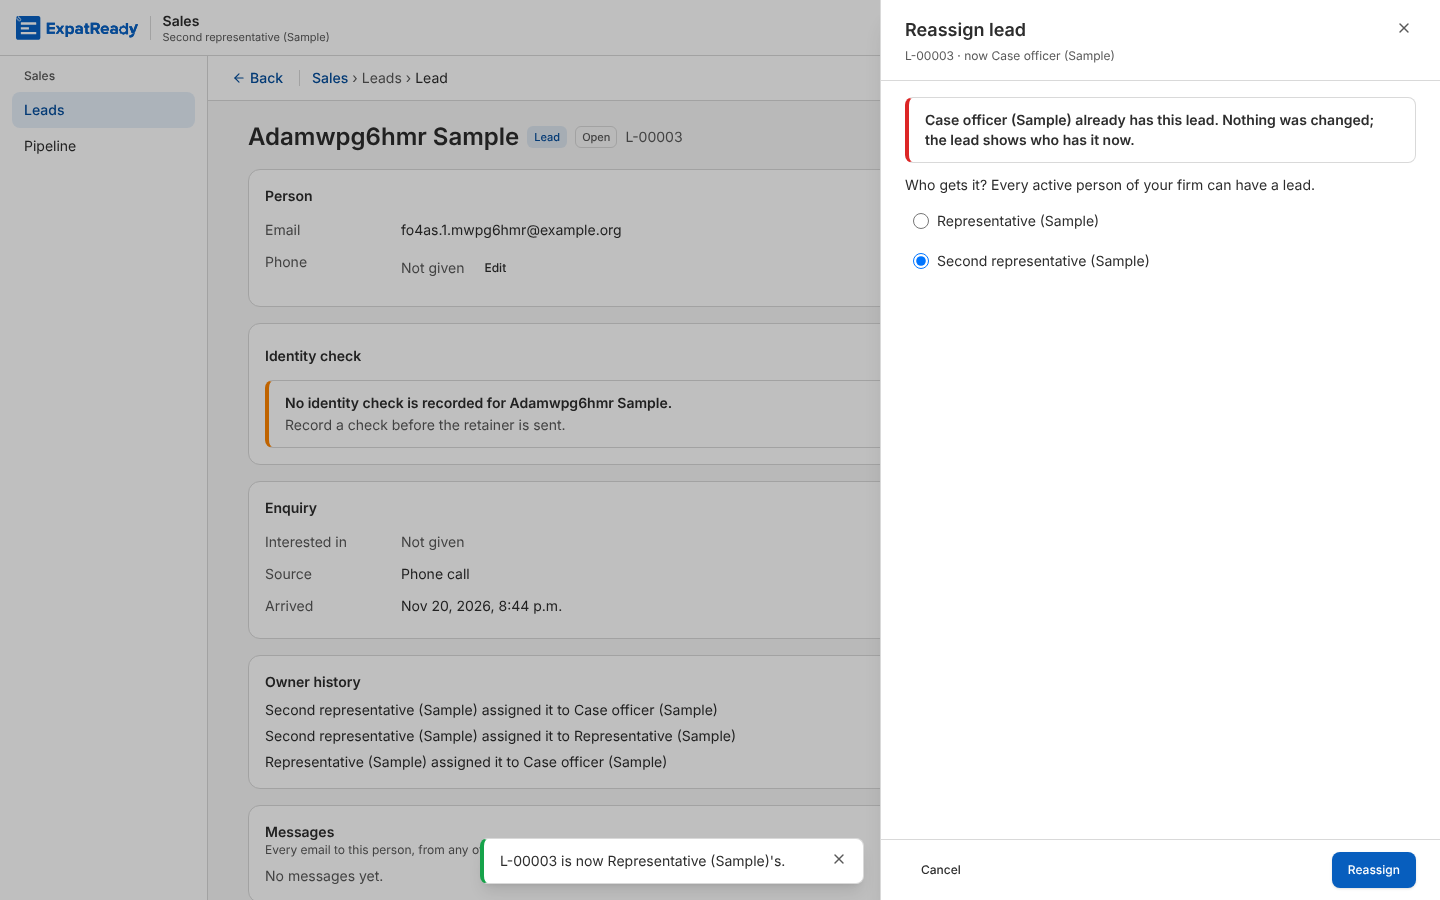 ExpatReady
Sales
Second representative (Sample)
Sales
Leads
Pipeline
← Back
Sales › Leads › Lead
Adamwpg6hmr Sample
Lead
Open
L-00003
Person
Email
fo4as.1.mwpg6hmr@example.org
Phone
Not given
Edit
Identity check
No identity check is recorded for Adamwpg6hmr Sample.
Record a check before the retainer is sent.
Enquiry
Interested in
Not given
Source
Phone call
Arrived
Nov 20, 2026, 8:44 p.m.
Owner history
Second representative (Sample) assigned it to Case officer (Sample)
Second representative (Sample) assigned it to Representative (Sample)
Representative (Sample) assigned it to Case officer (Sample)
Messages
Every email to this person, from any o
No messages yet.
L-00003 is now Representative (Sample)'s.
Reassign lead
L-00003 · now Case officer (Sample)
Case officer (Sample) already has this lead. Nothing was changed;
the lead shows who has it now.
Who gets it? Every active person of your firm can have a lead.
Representative (Sample)
Second representative (Sample)
Cancel
Reassign